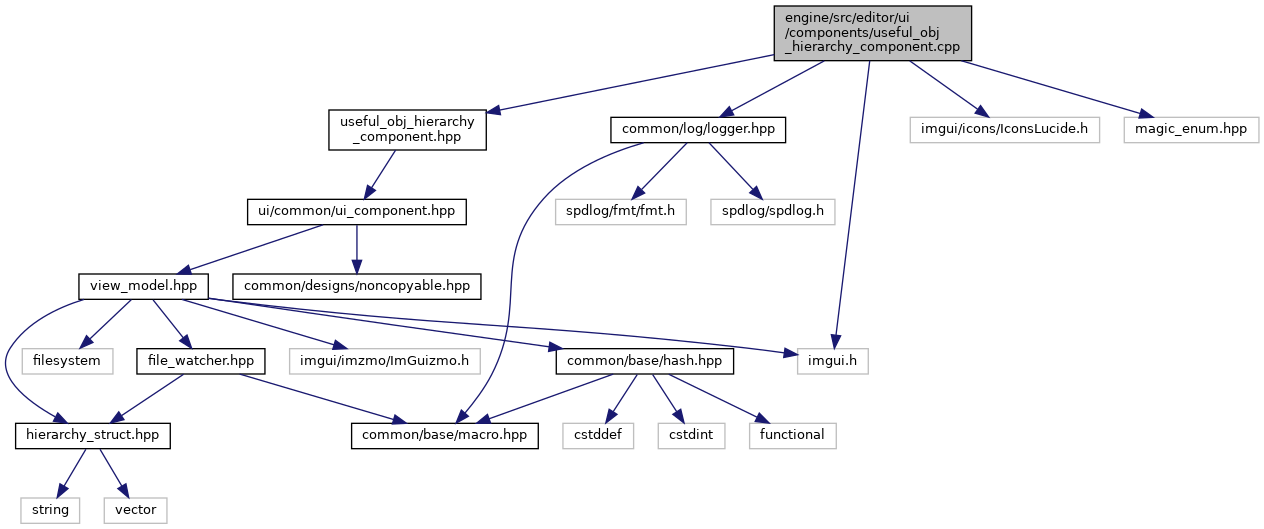 engine/src/editor/ui
/components/useful_obj
_hierarchy_component.cpp
useful_obj_hierarchy
_component.hpp
common/log/logger.hpp
imgui/icons/IconsLucide.h
magic_enum.hpp
ui/common/ui_component.hpp
spdlog/fmt/fmt.h
spdlog/spdlog.h
view_model.hpp
common/designs/noncopyable.hpp
filesystem
file_watcher.hpp
imgui/imzmo/ImGuizmo.h
common/base/hash.hpp
imgui.h
hierarchy_struct.hpp
common/base/macro.hpp
cstddef
cstdint
functional
string
vector